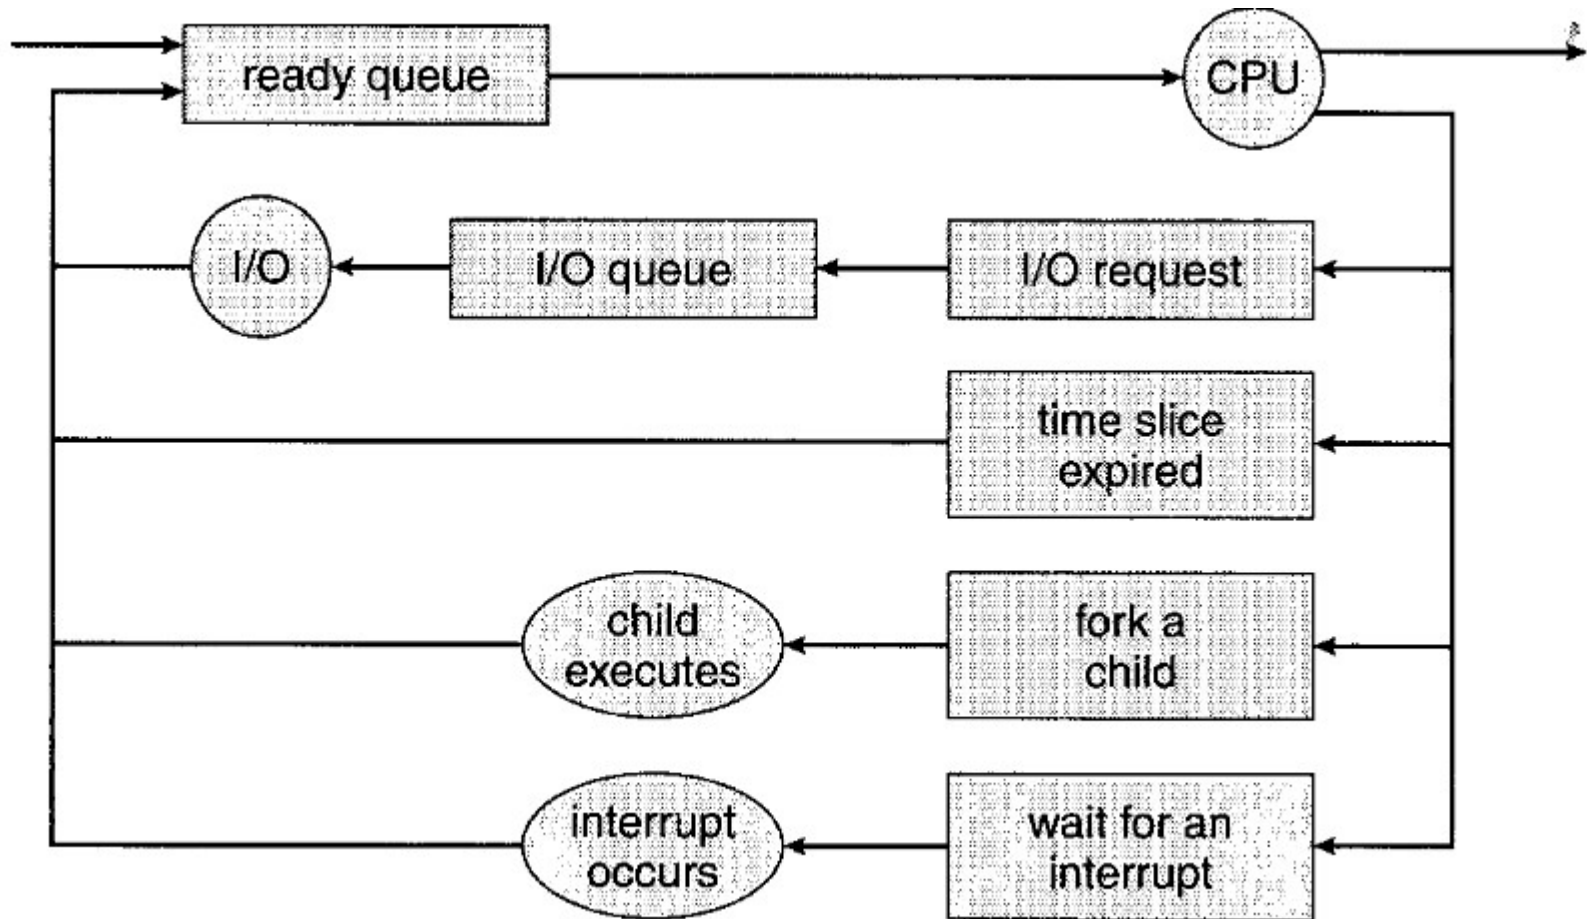 ready queue
CPU
I/O
I/O queue
I/O request
time slice
expired
child
executes
fork a
child
interrupt
occurs
wait for an
interrupt